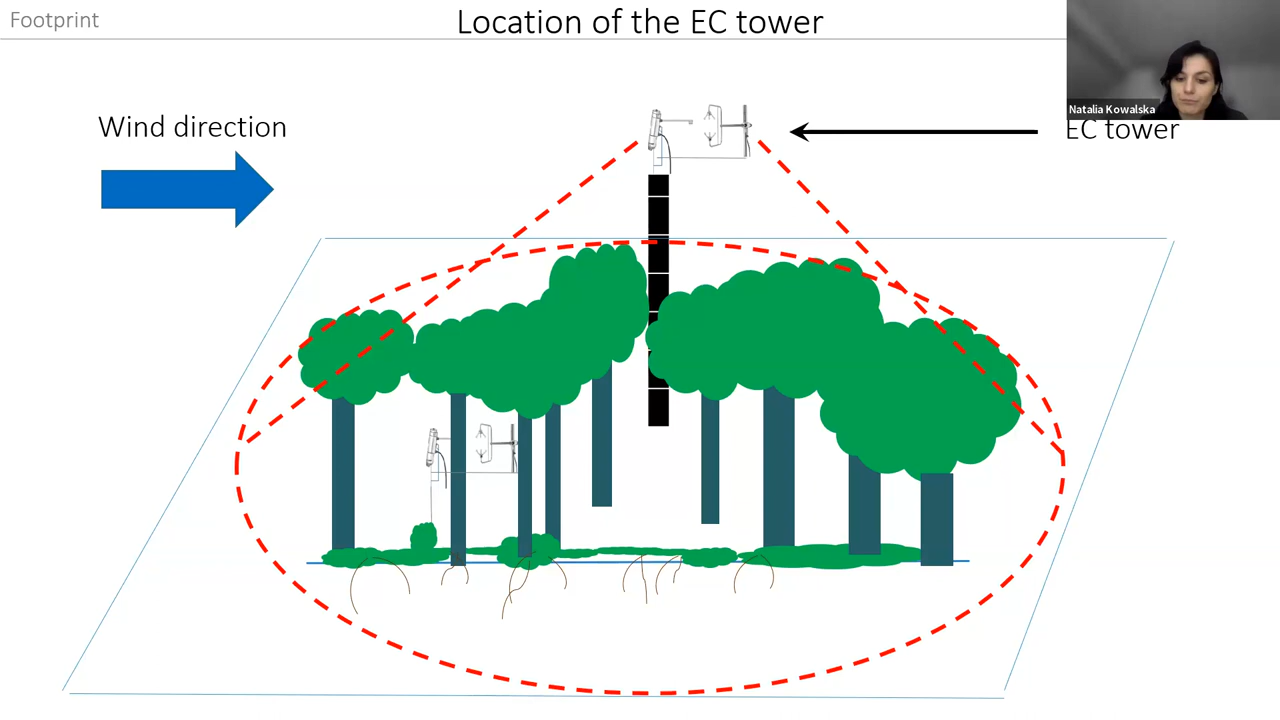 Footprint
Location of the EC tower
Natalia Kowalska
Wind direction
EC tower